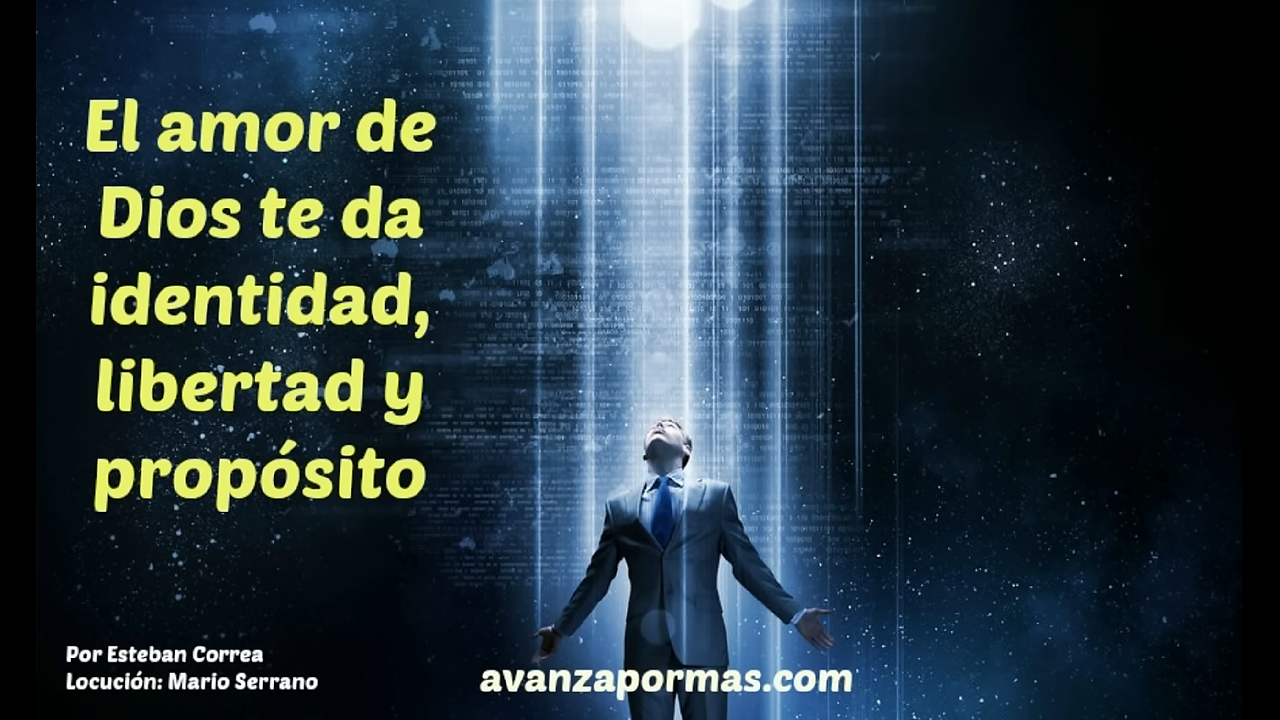 El amor de
Dios te da
identidad,
libertad y
propósito
Por Esteban Correa
Locución: Mario Serrano
avanzapormas.com